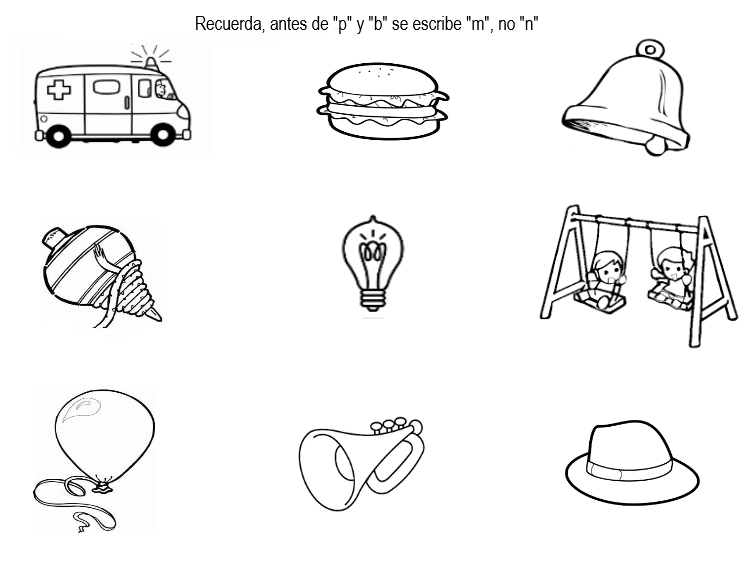 Recuerda, antes de "p" y "b" se escribe "m", no "n"